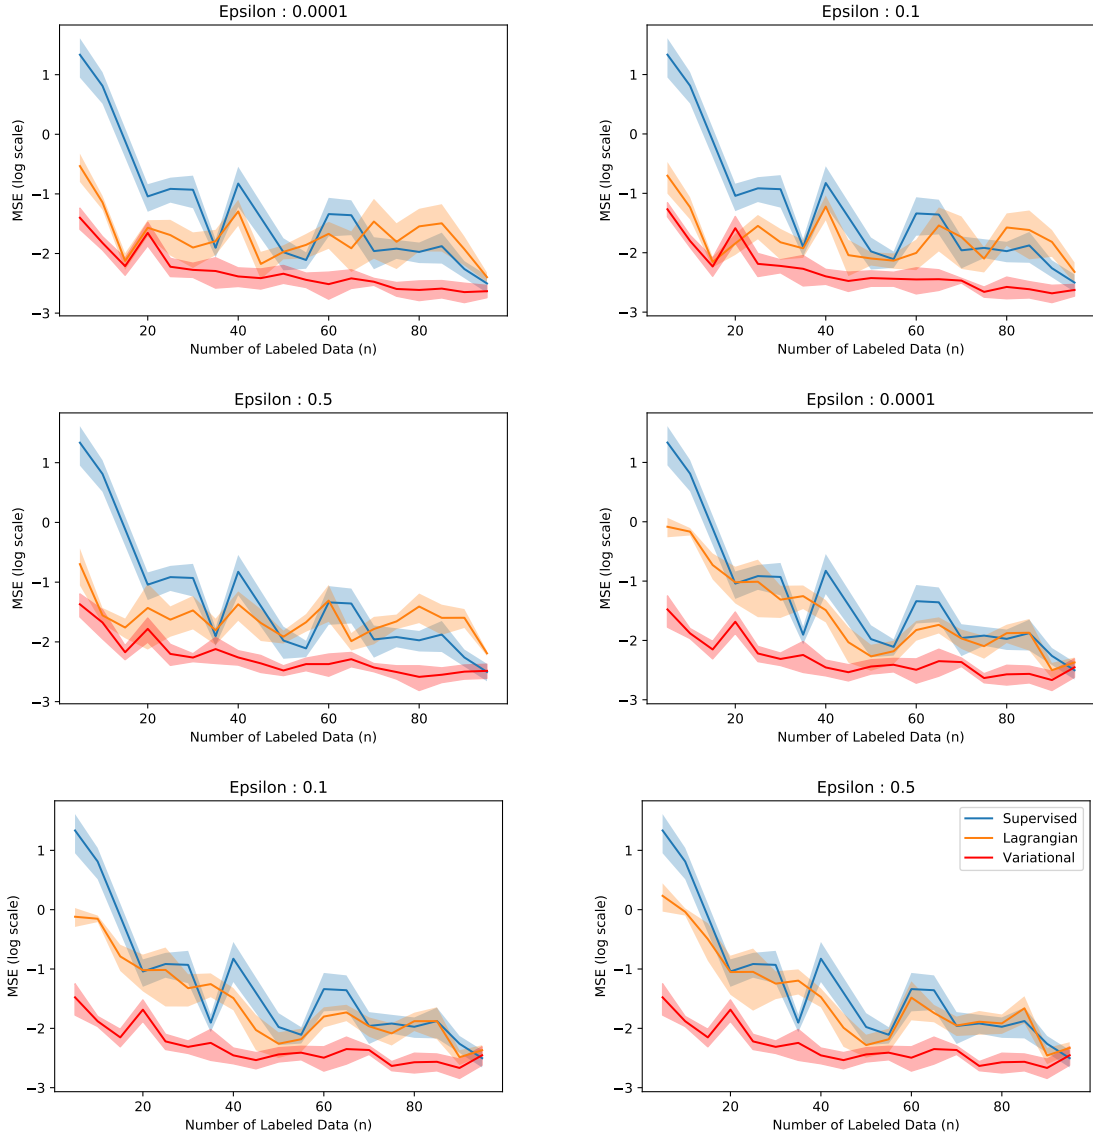 Epsilon : 0.0001
1
0
−1
−2
−3
MSE (log scale)
20 40 60 80
Number of Labeled Data (n)
Epsilon : 0.1
1
0
−1
−2
−3
MSE (log scale)
20 40 60 80
Number of Labeled Data (n)
Epsilon : 0.5
1
0
−1
−2
−3
MSE (log scale)
20 40 60 80
Number of Labeled Data (n)
Epsilon : 0.0001
1
0
−1
−2
−3
MSE (log scale)
20 40 60 80
Number of Labeled Data (n)
Epsilon : 0.1
1
0
−1
−2
−3
MSE (log scale)
20 40 60 80
Number of Labeled Data (n)
Epsilon : 0.5
Supervised
Lagrangian
Variational
1
0
−1
−2
−3
MSE (log scale)
20 40 60 80
Number of Labeled Data (n)